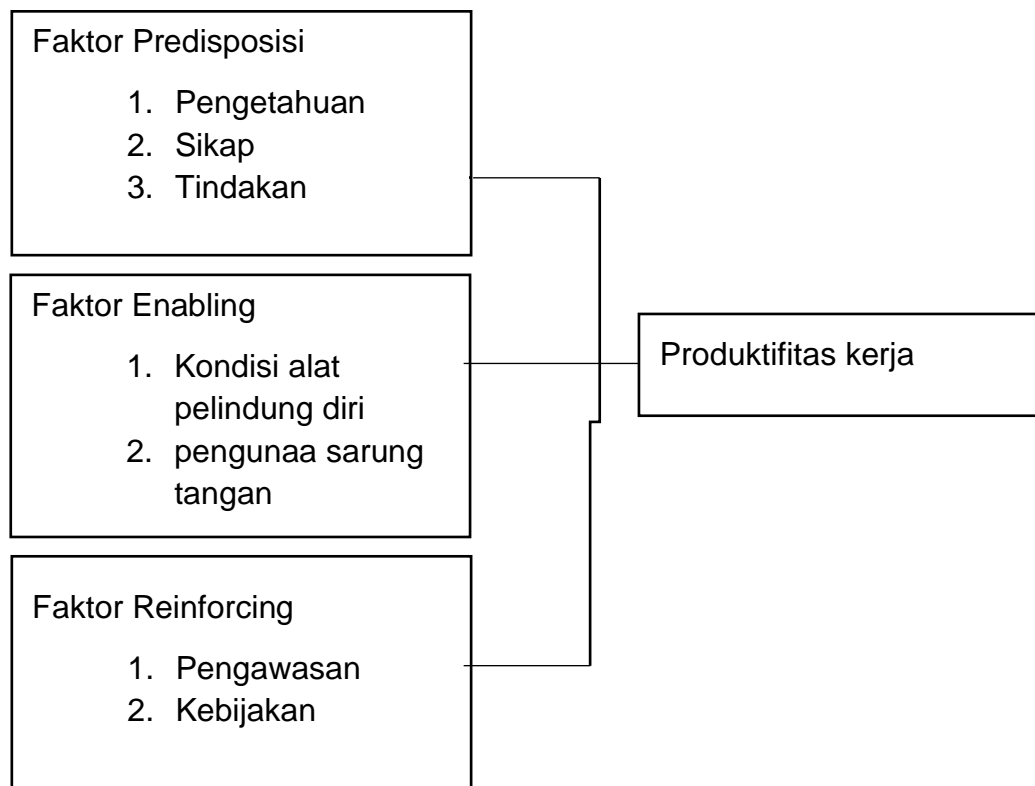 Faktor Predisposisi
1. Pengetahuan
2. Sikap
3. Tindakan
Faktor Enabling
1. Kondisi alat
pelindung diri
2. pengunaa sarung
tangan
Produktifitas kerja
Faktor Reinforcing
1. Pengawasan
2. Kebijakan